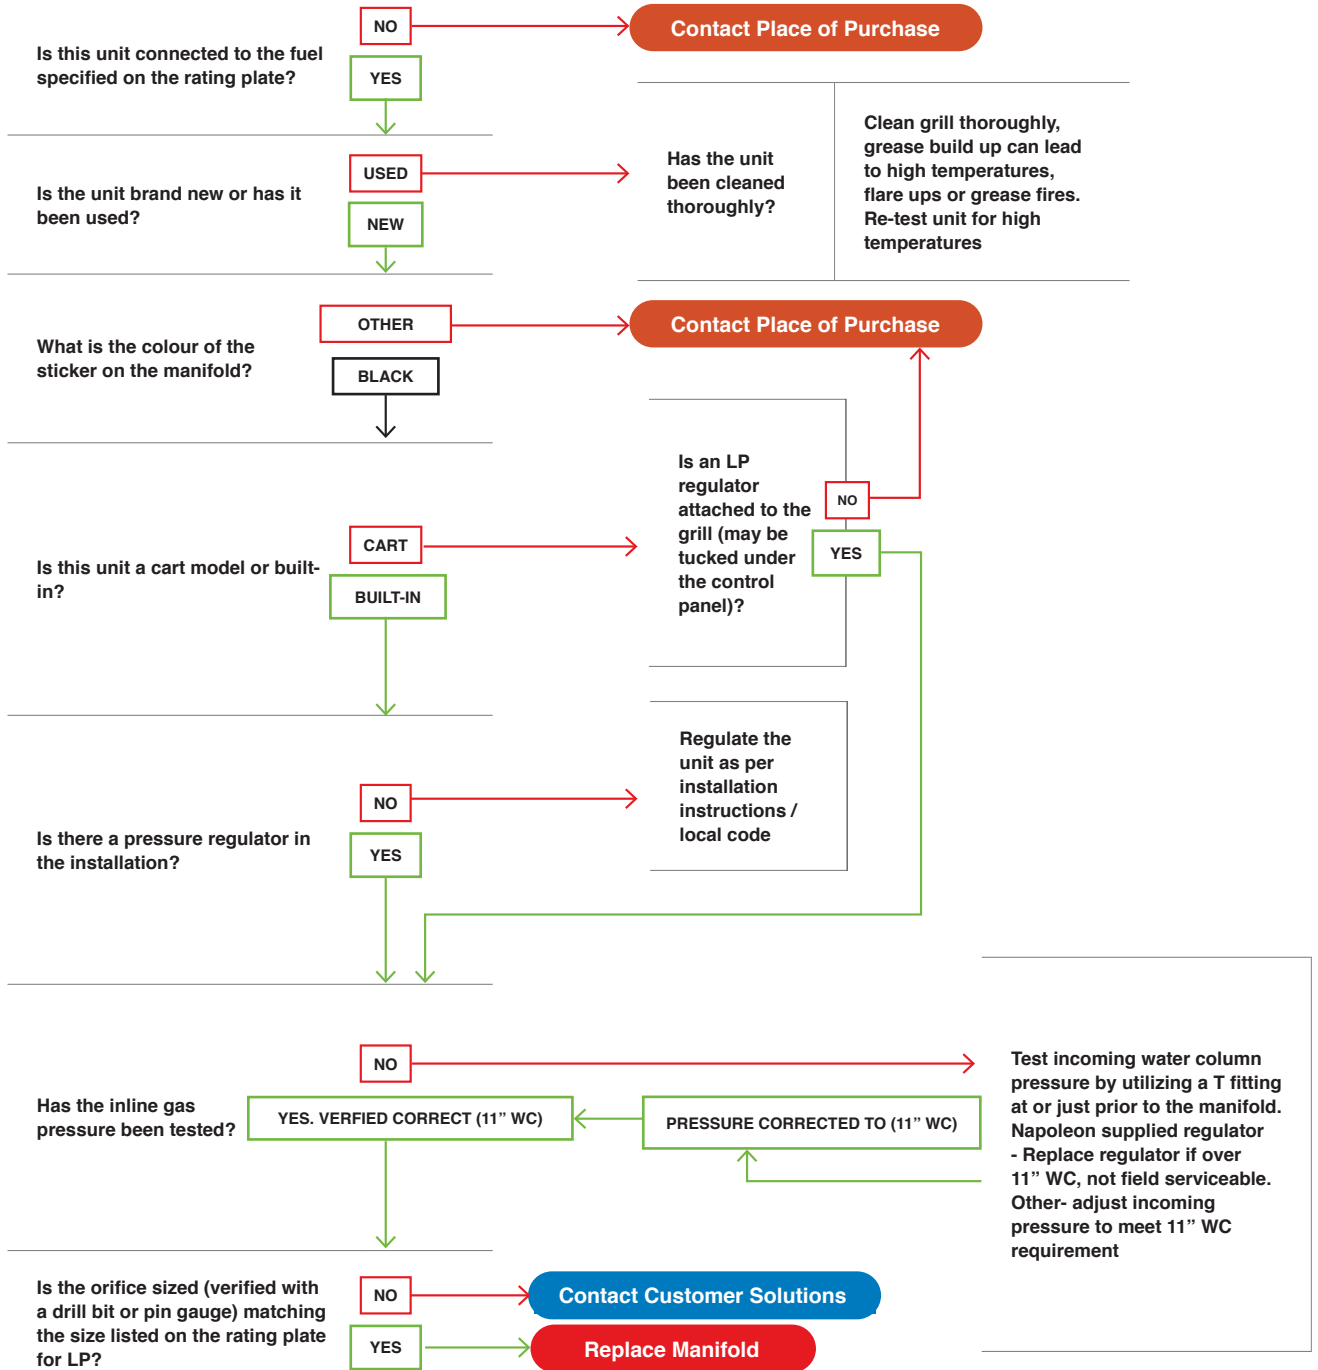 NO
Contact Place of Purchase
Is this unit connected to the fuel
specified on the rating plate?
YES
Is the unit brand new or has it
been used?
USED
NEW
Has the unit
been cleaned
thoroughly?
Clean grill thoroughly,
grease build up can lead
to high temperatures,
flare ups or grease fires.
Re-test unit for high
temperatures
What is the colour of the
sticker on the manifold?
OTHER
BLACK
Contact Place of Purchase
Is this unit a cart model or built-
in?
CART
BUILT-IN
Is an LP
regulator
attached to the
grill (may be
tucked under
the control
panel)?
NO
YES
Is there a pressure regulator in
the installation?
NO
YES
Regulate the
unit as per
installation
instructions /
local code
Has the inline gas
pressure been tested?
NO
YES. VERFIED CORRECT (11” WC)
PRESSURE CORRECTED TO (11” WC)
Test incoming water column
pressure by utilizing a T fitting
at or just prior to the manifold.
Napoleon supplied regulator
- Replace regulator if over
11” WC, not field serviceable.
Other- adjust incoming
pressure to meet 11” WC
requirement
Is the orifice sized (verified with
a drill bit or pin gauge) matching
the size listed on the rating plate
for LP?
NO
Contact Customer Solutions
YES
Replace Manifold